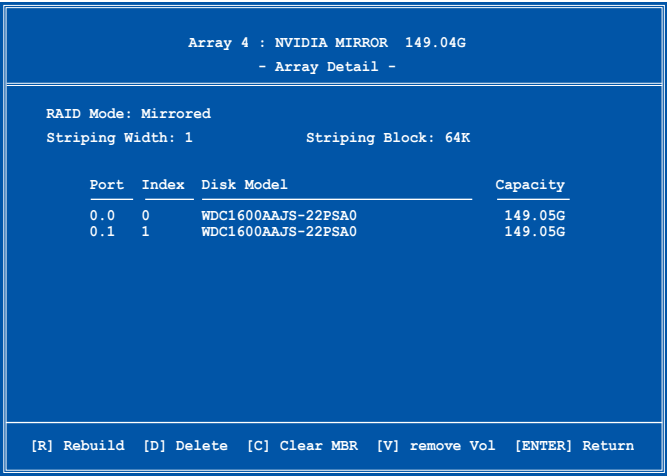 Array 4 : NVIDIA MIRROR 149.04G
- Array Detail -
RAID Mode: Mirrored
Striping Width: 1 Striping Block: 64K
Port Index Disk Model Capacity
0.0 0 WDC1600AAJS-22PSA0 149.05G
0.1 1 WDC1600AAJS-22PSA0 149.05G
[R] Rebuild [D] Delete [C] Clear MBR [V] remove Vol [ENTER] Return